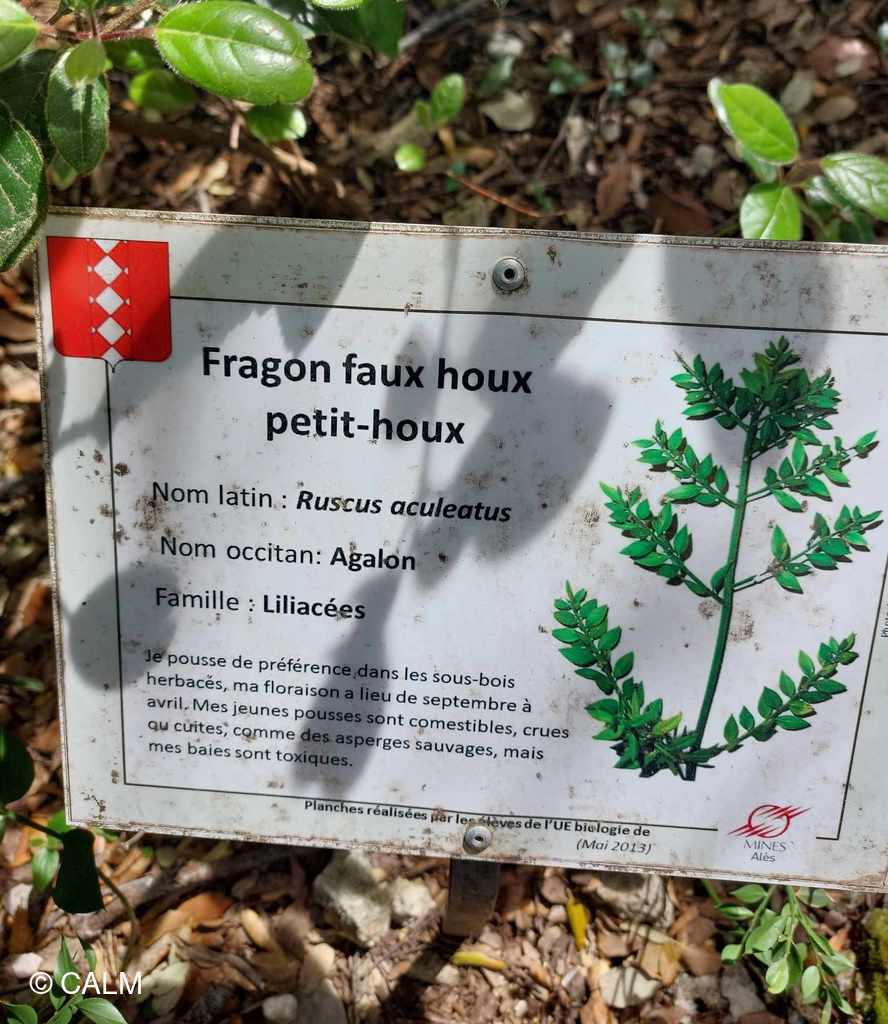 Fragon faux houx
petit-houx
Nom latin : Ruscus aculeatus
Nom occitan: Agalon
Famille : Liliacées
Je pousse de préférence dans les sous-bois
herbacés, ma floraison a lieu de septembre à
avril. Mes jeunes pousses sont comestibles, crues
ou cuites, comme des asperges sauvages, mais
mes baies sont toxiques.
Planches réalisées par les élèves de l'UE biologie de
(Mai 2013)
MINES
Alès
© CALM